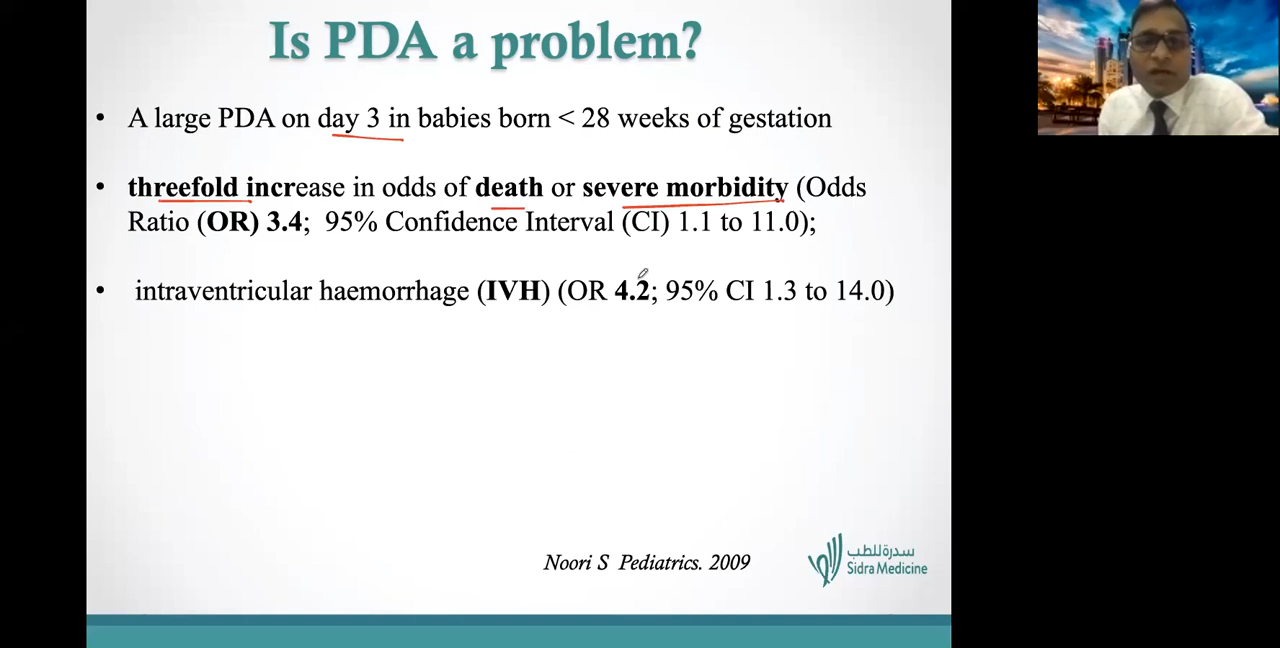 Is PDA a problem?
• A large PDA on day 3 in babies born < 28 weeks of gestation
• threefold increase in odds of death or severe morbidity (Odds
Ratio (OR) 3.4; 95% Confidence Interval (CI) 1.1 to 11.0);
• intraventricular haemorrhage (IVH) (OR 4.2; 95% CI 1.3 to 14.0)
Noori S Pediatrics. 2009
سدرة للطب
Sidra Medicine